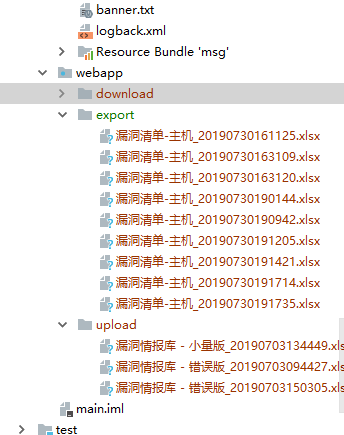 banner.txt
logback.xml
Resource Bundle 'msg'
webapp
download
export
漏洞清单-主机_20190730161125.xlsx
漏洞清单-主机_20190730163109.xlsx
漏洞清单-主机_20190730163120.xlsx
漏洞清单-主机_20190730190144.xlsx
漏洞清单-主机_20190730190942.xlsx
漏洞清单-主机_20190730191205.xlsx
漏洞清单-主机_20190730191421.xlsx
漏洞清单-主机_20190730191714.xlsx
漏洞清单-主机_20190730191735.xlsx
upload
漏洞情报库 - 小量版_20190703134449.xls
漏洞情报库 - 错误版_20190703094427.xls
漏洞情报库 - 错误版_20190703150305.xls
main.iml
test